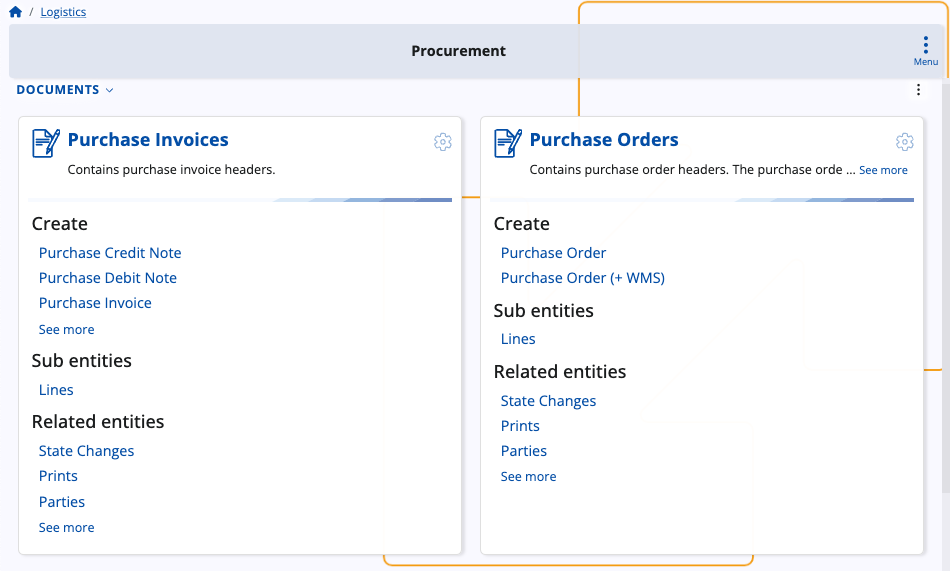 / Logistics
Procurement
Menu
DOCUMENTS
Purchase Invoices
Contains purchase invoice headers.
Create
Purchase Credit Note
Purchase Debit Note
Purchase Invoice
See more
Sub entities
Lines
Related entities
State Changes
Prints
Parties
See more
Purchase Orders
Contains purchase order headers. The purchase orde ... See more
Create
Purchase Order
Purchase Order (+ WMS)
Sub entities
Lines
Related entities
State Changes
Prints
Parties
See more